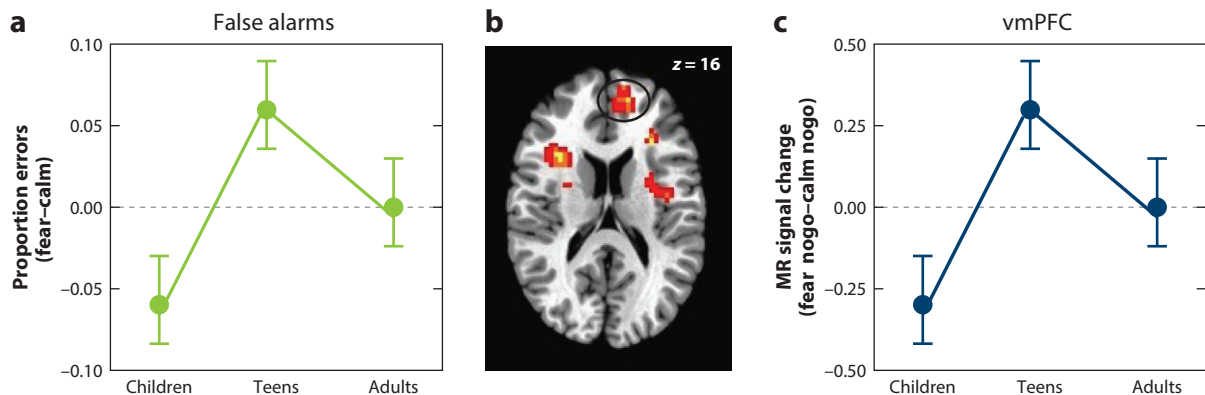 a
False alarms
Proportion errors
(fear–calm)
0.10
0.05
0.00
–0.05
–0.10
Children Teens Adults
b
z = 16
c
vmPFC
MR signal change
(fear nogo–calm nogo)
0.50
0.25
0.00
–0.25
–0.50
Children Teens Adults